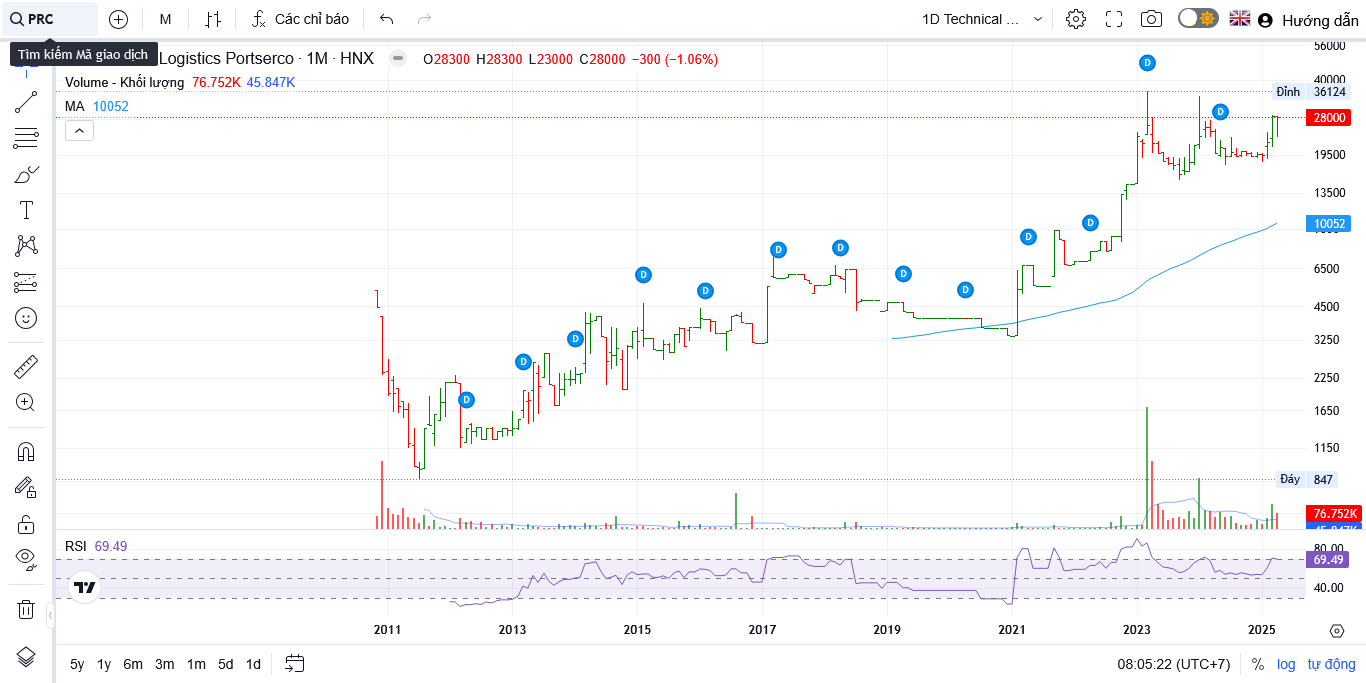 PRC
M
Các chỉ báo
1D Technical ...
Hướng dẫn
Tìm kiếm Mã giao dịch
Logistics Portserco · 1M · HNX
O28300 H28300 L23000 C28000 −300 (−1.06%)
Volume - Khối lượng 76.752K 45.847K
MA 10052
56000
40000
Đỉnh 36124
28000
19500
13500
10052
6500
4500
3250
2250
1650
1150
Đáy 847
76.752K
45.847K
D
D
D
D
D
D
D
D
D
D
D
D
D
RSI 69.49
80.00
69.49
40.00
2011 2013 2015 2017 2019 2021 2023 2025
5y 1y 6m 3m 1m 5d 1d
08:05:22 (UTC+7) % log tự động